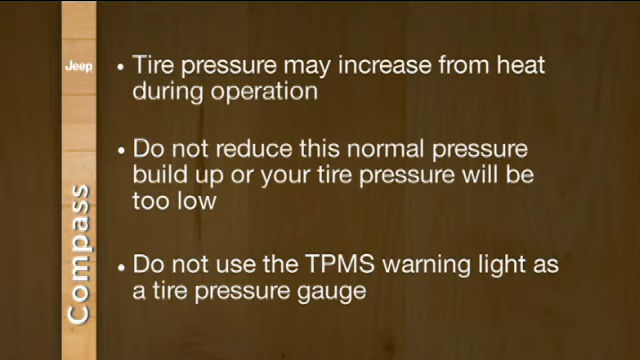 Jeep
Compass
• Tire pressure may increase from heat
during operation
• Do not reduce this normal pressure
build up or your tire pressure will be
too low
• Do not use the TPMS warning light as
a tire pressure gauge